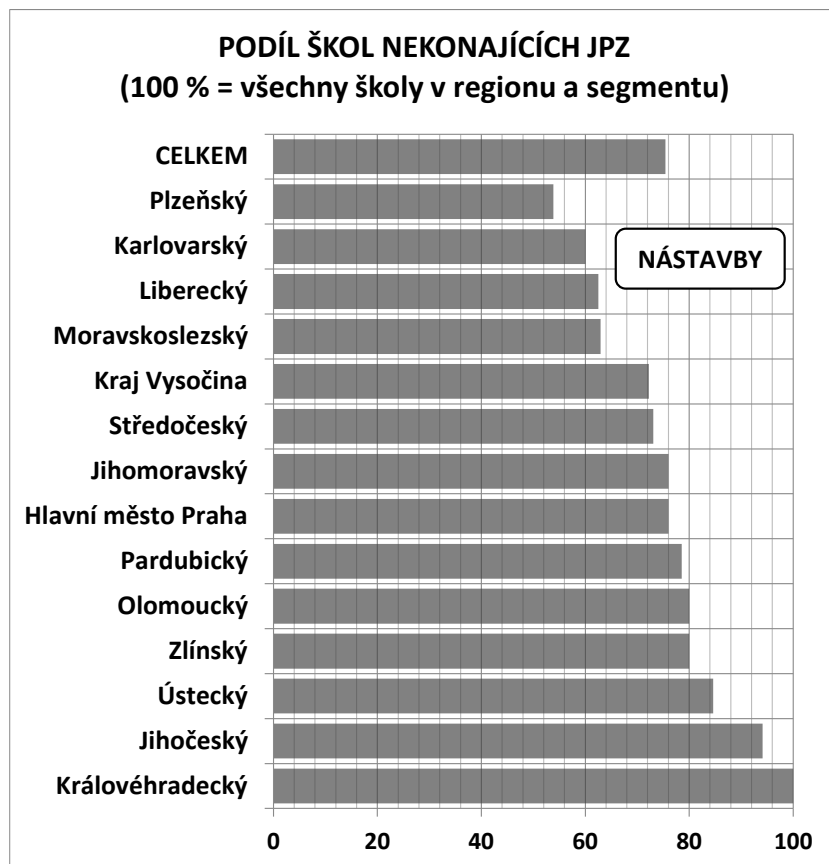 PODÍL ŠKOL NEKONAJÍCÍCH JPZ
(100 % = všechny školy v regionu a segmentu)
CELKEM
Plzeňský
Karlovarský
NÁSTAVBY
Liberecký
Moravskoslezský
Kraj Vysočina
Středočeský
Jihomoravský
Hlavní město Praha
Pardubický
Olomoucký
Zlínský
Ústecký
Jihočeský
Královéhradecký
0 20 40 60 80 100